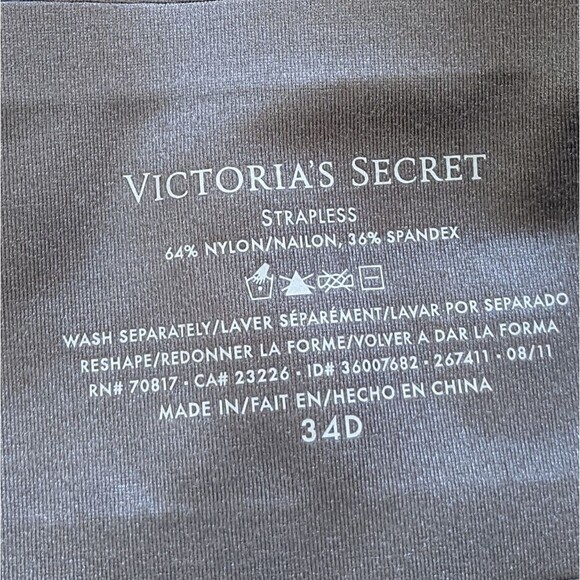 VICTORIA'S SECRET
STRAPLESS
64% NYLON/NAILON, 36% SPANDEX
WASH SEPARATELY/LAVER SÉPARÉMENT/LAVAR POR SEPARADO
RESHAPE/REDONNER LA FORME/VOLVER A DAR LA FORMA
RN# 70817 • CA# 23226 • ID# 36007682 • 267411 • 08/11
MADE IN/FAIT EN/HECHO EN CHINA
34D